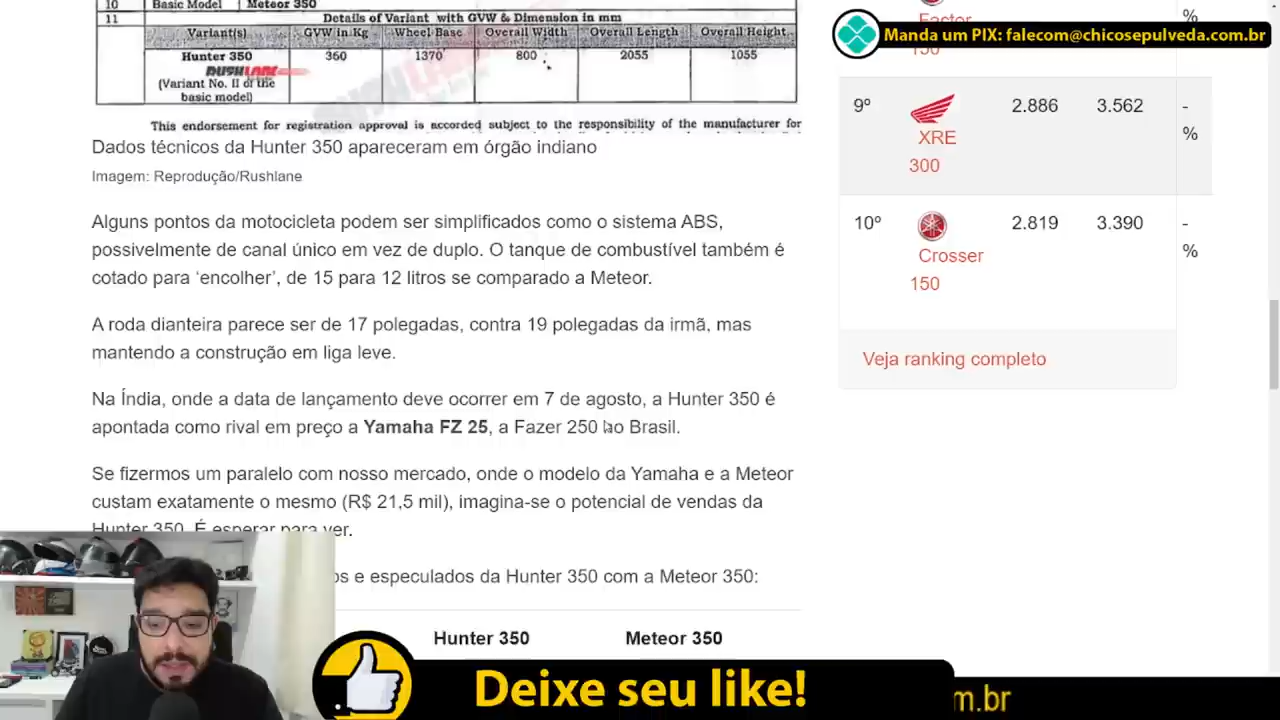 10 Basic Model Meteor 350
11 Details of Variant with GVW & Dimension in mm
Variant(s) GVW in Kg Wheel Base Overall Width Overall Length Overall Height
Hunter 350 360 1370 800 2055 1055
RUSHLANE
(Variant No. II of the
basic model)
This endorsement for registration approval is accorded subject to the responsibility of the manufacturer for
Dados técnicos da Hunter 350 apareceram em órgão indiano
Imagem: Reprodução/Rushlane
Alguns pontos da motocicleta podem ser simplificados como o sistema ABS,
possivelmente de canal único em vez de duplo. O tanque de combustível também é
cotado para ‘encolher’, de 15 para 12 litros se comparado a Meteor.
A roda dianteira parece ser de 17 polegadas, contra 19 polegadas da irmã, mas
mantendo a construção em liga leve.
Na Índia, onde a data de lançamento deve ocorrer em 7 de agosto, a Hunter 350 é
apontada como rival em preço a Yamaha FZ 25, a Fazer 250 no Brasil.
Se fizermos um paralelo com nosso mercado, onde o modelo da Yamaha e a Meteor
custam exatamente o mesmo (R$ 21,5 mil), imagina-se o potencial de vendas da
Hunter 350. É esperar para ver.
e especulados da Hunter 350 com a Meteor 350:
Hunter 350 Meteor 350
Factor
150
%
Manda um PIX: falecom@chicosepulveda.com.br
9º XRE 300 2.886 3.562 - %
10º Crosser 150 2.819 3.390 - %
Veja ranking completo
Deixe seu like!
m.br